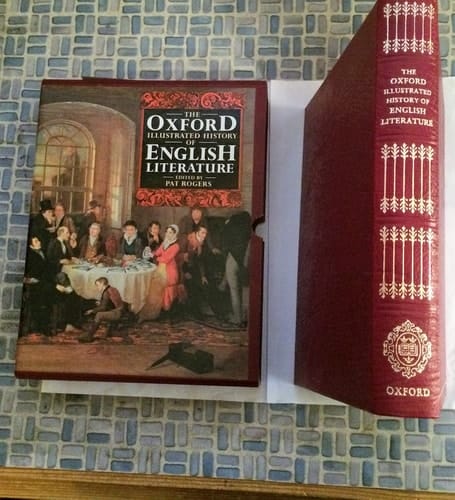 THE
OXFORD
ILLUSTRATED HISTORY
OF
ENGLISH
LITERATURE
EDITED BY
PAT ROGERS
THE
OXFORD
ILLUSTRATED
HISTORY OF
ENGLISH
LITERATURE
OXFORD